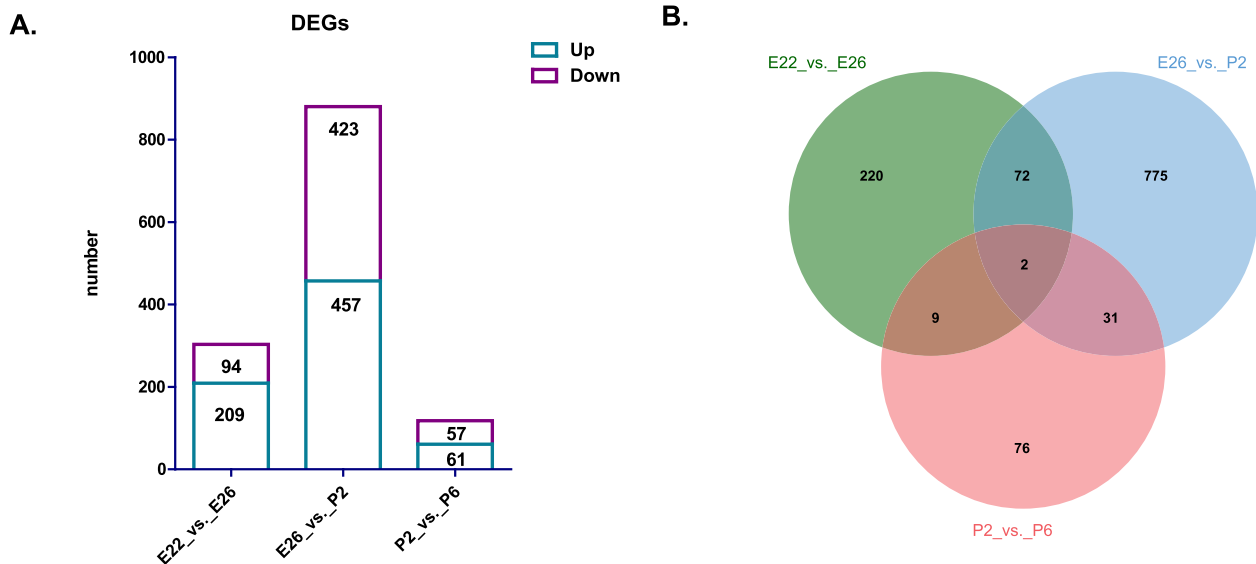 A.
DEGs
Up
Down
number
1000
800
600
400
200
0
94
209
423
457
57
61
E22_vs._E26
E26_vs._P2
P2_vs._P6
B.
E22_vs._E26
E26_vs._P2
220
72
775
2
9
31
76
P2_vs._P6